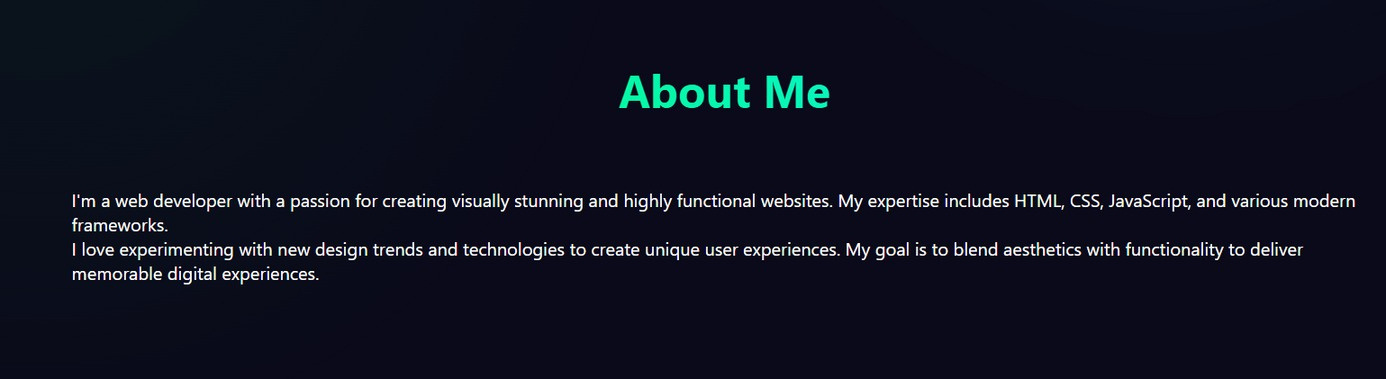 About Me
I'm a web developer with a passion for creating visually stunning and highly functional websites. My expertise includes HTML, CSS, JavaScript, and various modern
frameworks.
I love experimenting with new design trends and technologies to create unique user experiences. My goal is to blend aesthetics with functionality to deliver
memorable digital experiences.